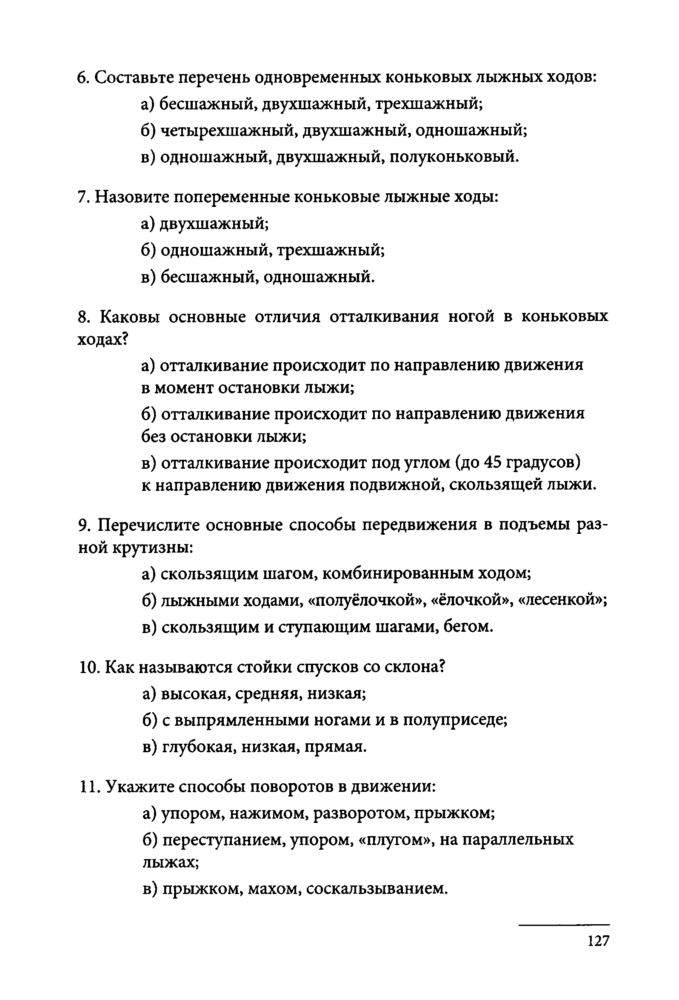 6. Составьте перечень одновременных коньковых лыжных ходов:
а) бесшажный, двухшажный, трехшажный;
б) четырехшажный, двухшажный, одношажный;
в) одношажный, двухшажный, полуконьковый.
7. Назовите попеременные коньковые лыжные ходы:
а) двухшажный;
б) одношажный, трехшажный;
в) бесшажный, одношажный.
8. Каковы основные отличия отталкивания ногой в коньковых
ходах?
а) отталкивание происходит по направлению движения
в момент остановки лыжи;
б) отталкивание происходит по направлению движения
без остановки лыжи;
в) отталкивание происходит под углом (до 45 градусов)
к направлению движения подвижной, скользящей лыжи.
9. Перечислите основные способы передвижения в подъемы раз-
ной крутизны:
а) скользящим шагом, комбинированным ходом;
б) лыжными ходами, «полуёлочкой», «ёлочкой», «лесенкой»;
в) скользящим и ступающим шагами, бегом.
10. Как называются стойки спусков со склона?
а) высокая, средняя, низкая;
б) с выпрямленными ногами и в полуприседе;
в) глубокая, низкая, прямая.
11. Укажите способы поворотов в движении:
а) упором, нажимом, разворотом, прыжком;
б) переступанием, упором, «плугом», на параллельных
лыжах;
в) прыжком, махом, соскальзыванием.
127